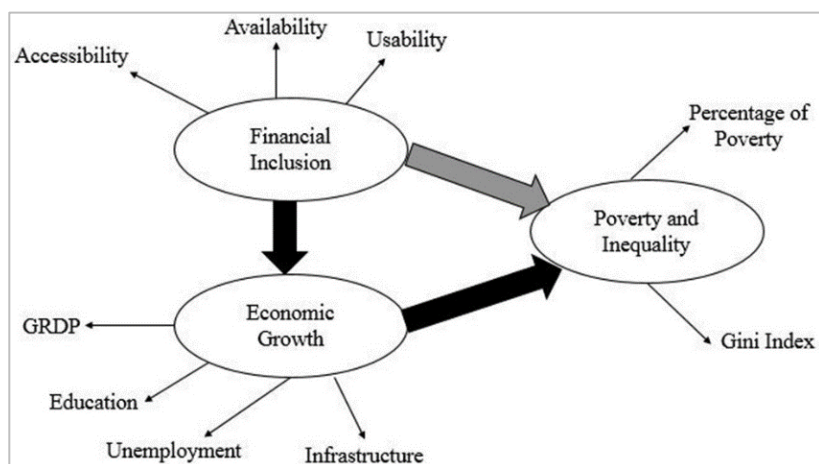 Availability
Usability
Accessibility
Financial
Inclusion
Percentage of
Poverty
Poverty and
Inequality
Economic
Growth
GRDP
Gini Index
Education
Unemployment
Infrastructure